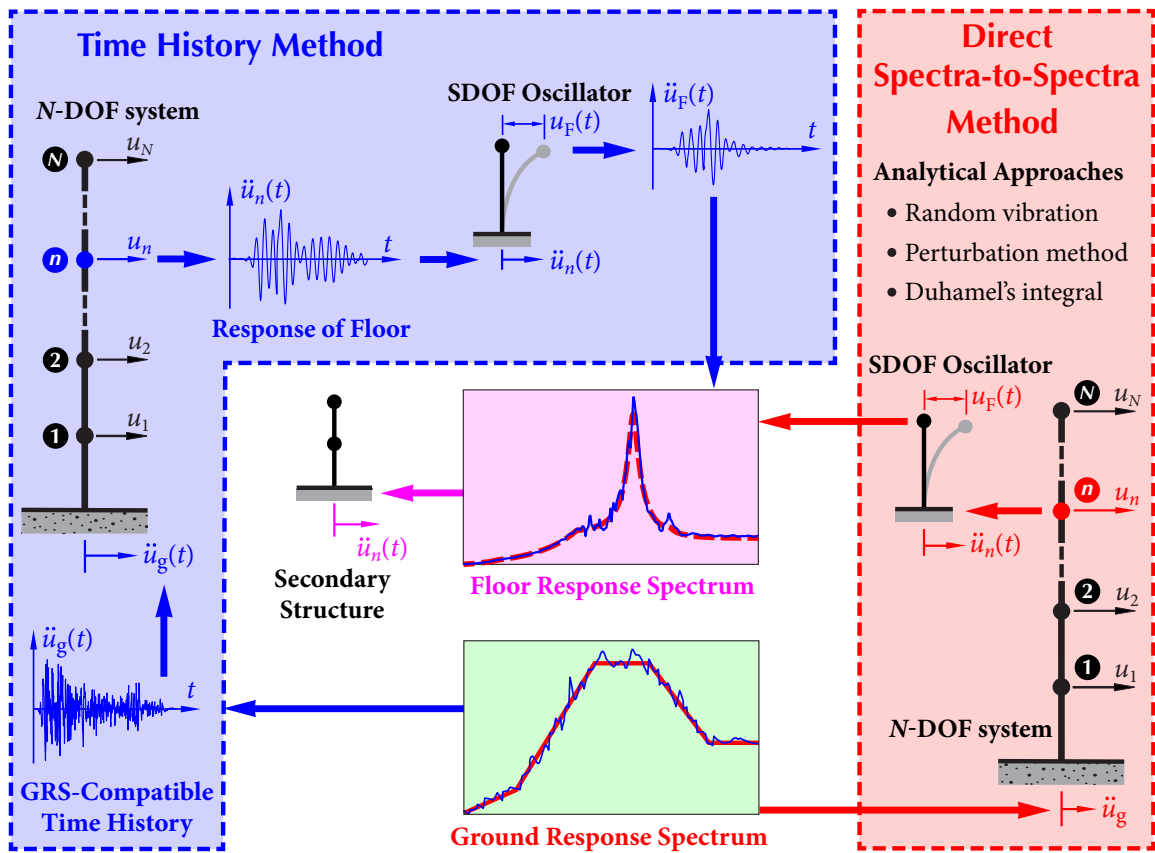 Time History Method
N-DOF system
N
u_N
n
u_n
2
u_2
1
u_1
ü_g(t)
ü_g(t)
t
GRS-Compatible
Time History
ü_n(t)
t
Response of Floor
SDOF Oscillator
u_F(t)
ü_n(t)
ü_F(t)
t
Secondary
Structure
ü_n(t)
Floor Response Spectrum
Ground Response Spectrum
Direct
Spectra-to-Spectra
Method
Analytical Approaches
• Random vibration
• Perturbation method
• Duhamel's integral
SDOF Oscillator
u_F(t)
ü_n(t)
N
u_N
n
u_n
2
u_2
1
u_1
N-DOF system
ü_g